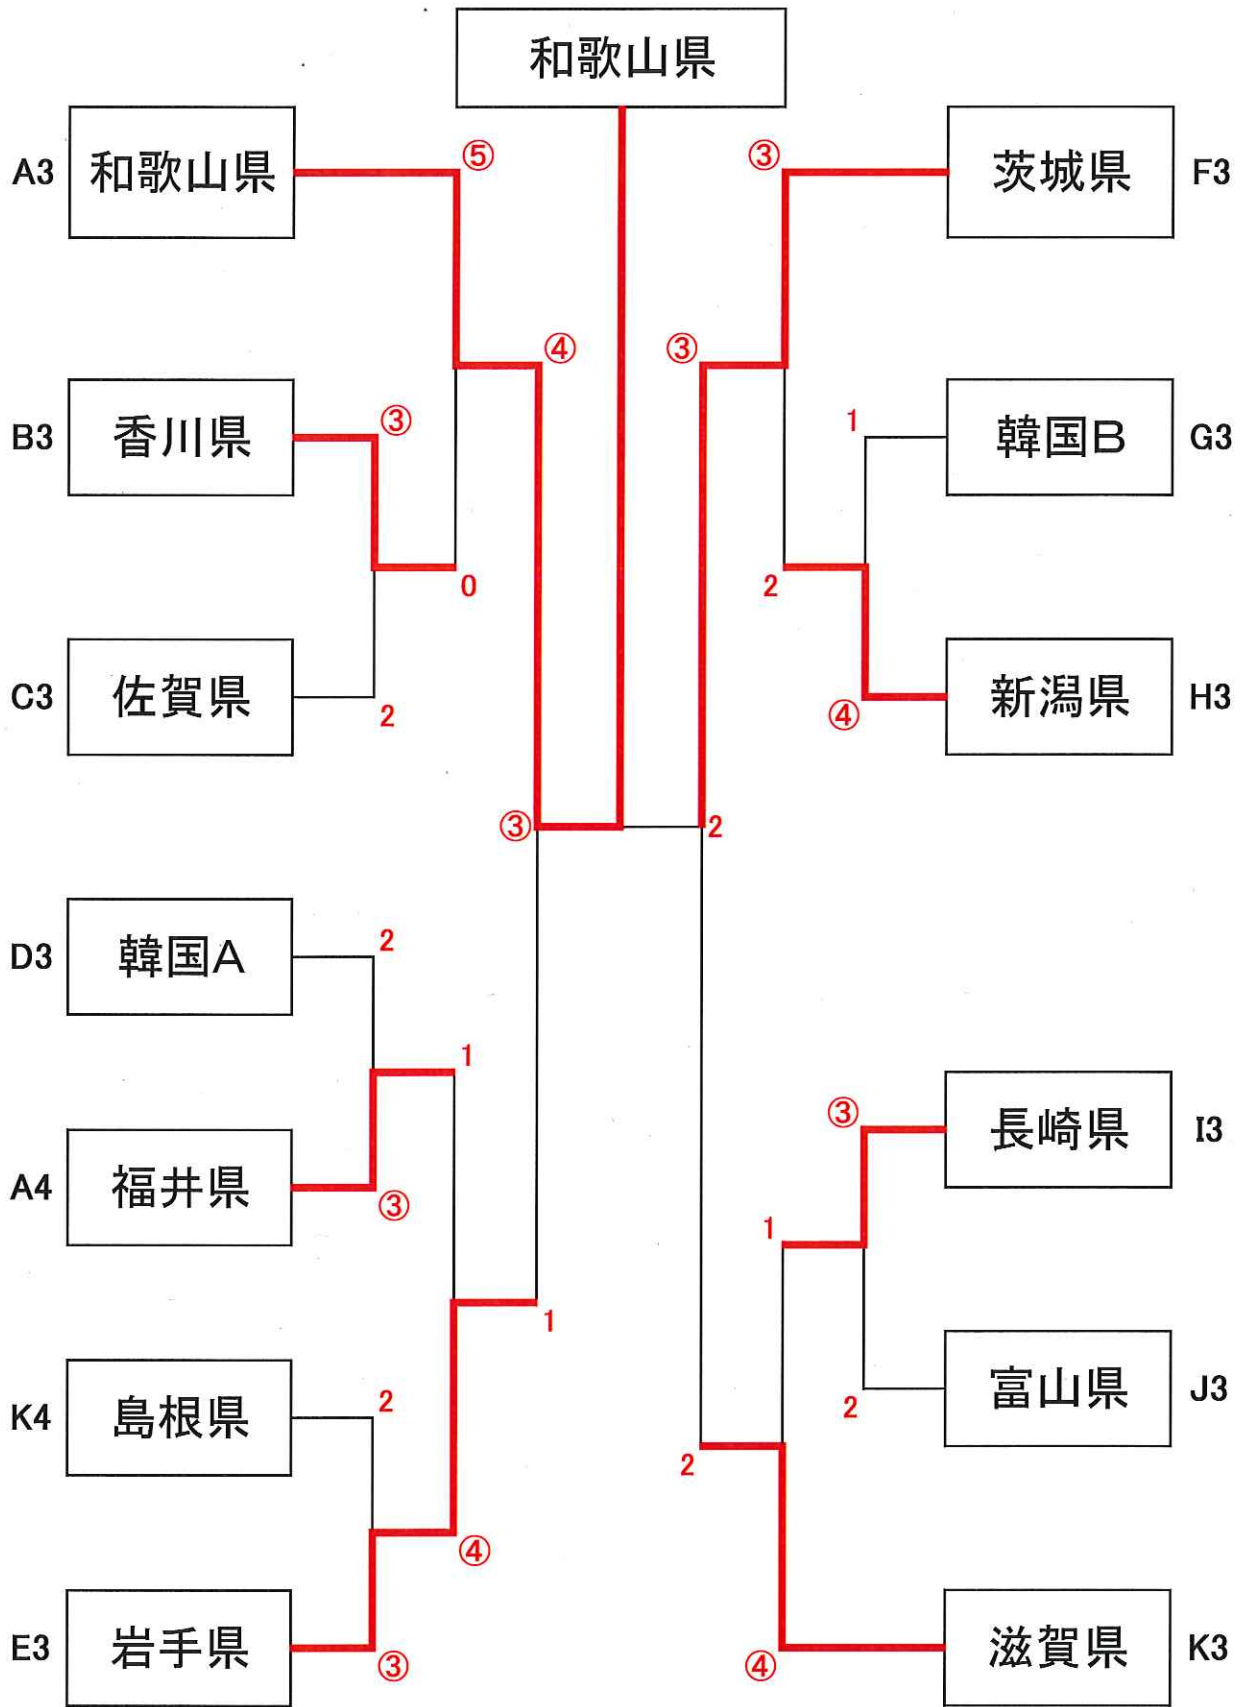 和歌山県
A3 和歌山県 ⑤ ③ 茨城県 F3
④ ③
B3 香川県 ③ 1 韓国B G3
0 2
C3 佐賀県 2 ④ 新潟県 H3
③ 2
D3 韓国A 2
1
③ 長崎県 I3
A4 福井県 ③
1
1
K4 島根県 2 2 富山県 J3
2
④
E3 岩手県 ③ ④ 滋賀県 K3